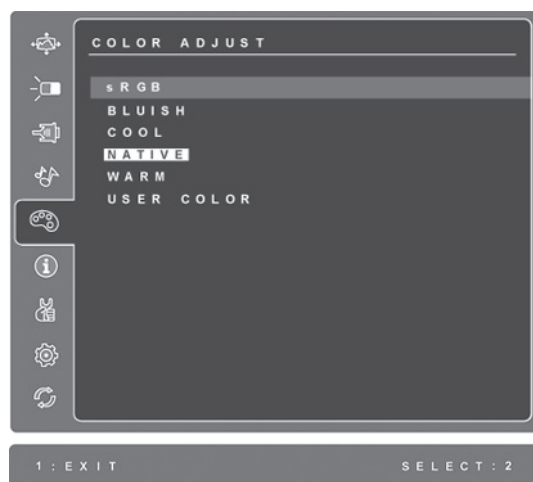 COLOR ADJUST
sRGB
BLUISH
COOL
NATIVE
WARM
USER COLOR
1:EXIT SELECT:2